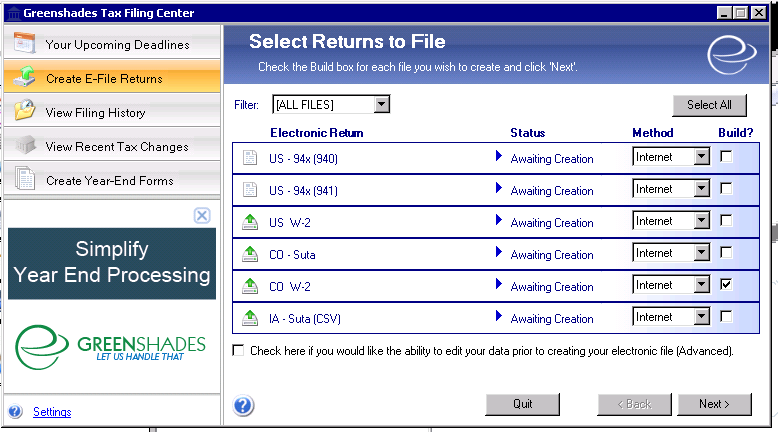 Greenshades Tax Filing Center
Your Upcoming Deadlines
Create E-File Returns
View Filing History
View Recent Tax Changes
Create Year-End Forms
Simplify
Year End Processing
GREENSHADES
LET US HANDLE THAT
Settings
Select Returns to File
Check the Build box for each file you wish to create and click 'Next'.
Filter: [ALL FILES] Select All
Electronic Return Status Method Build?
US - 94x (940) Awaiting Creation Internet
US - 94x (941) Awaiting Creation Internet
US W-2 Awaiting Creation Internet
CO - Suta Awaiting Creation Internet
CO W-2 Awaiting Creation Internet
IA - Suta (CSV) Awaiting Creation Internet
Check here if you would like the ability to edit your data prior to creating your electronic file (Advanced).
Quit < Back Next >